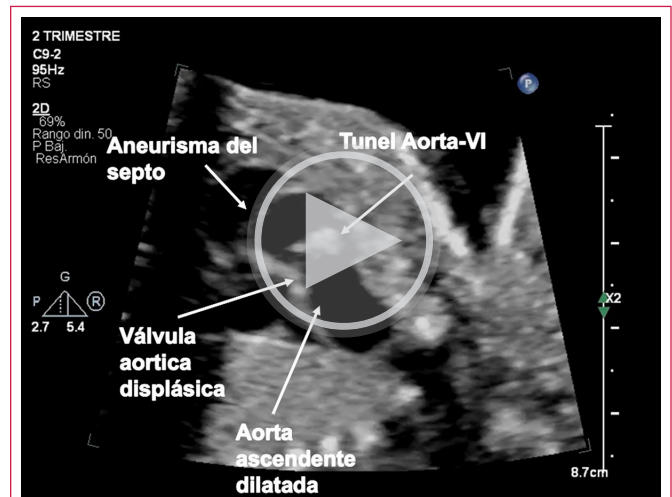 2 TRIMESTRE
C9-2
95Hz
RS
2D
69%
Rango din. 50
P Baj.
ResArmón
P
Aneurisma del
septo
Tunel Aorta-VI
G
P R
2.7 5.4
X2
Válvula
aortica
displásica
Aorta
ascendente
dilatada
8.7cm